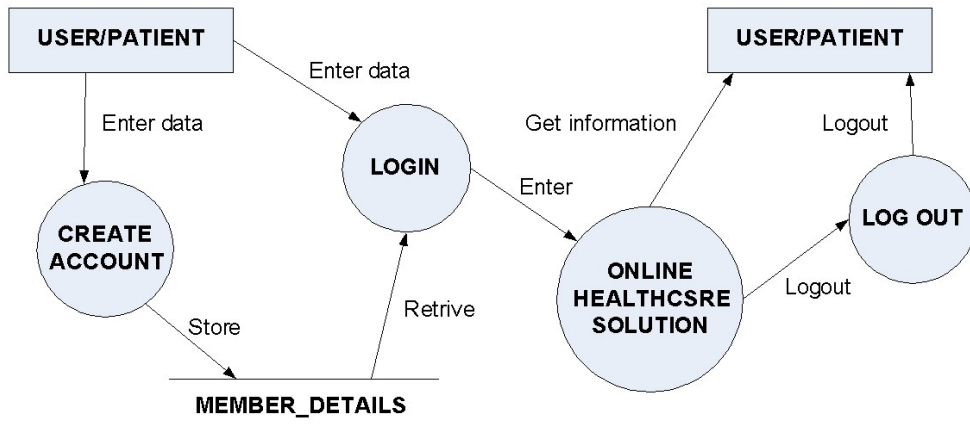 USER/PATIENT
USER/PATIENT
Enter data
Enter data
Get information
Logout
LOGIN
Enter
LOG OUT
CREATE
ACCOUNT
ONLINE
HEALTHCSRE
SOLUTION
Logout
Retrive
Store
MEMBER_DETAILS